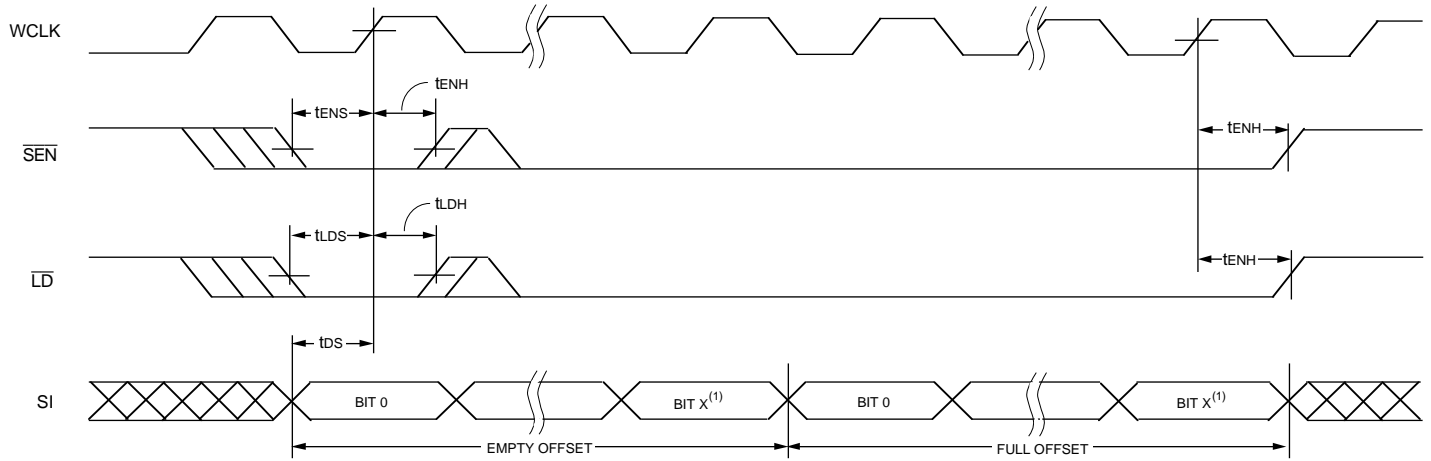 WCLK
tENH
tENS
tENH
SEN
tLDH
tLDS
tENH
LD
tDS
SI
BIT 0
BIT X(1)
BIT 0
BIT X(1)
EMPTY OFFSET
FULL OFFSET